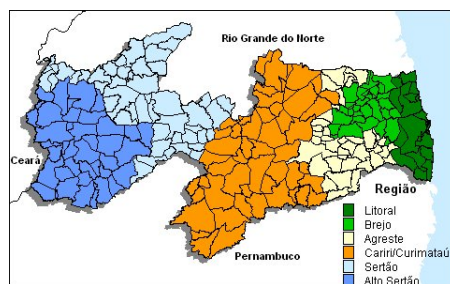 Rio Grande do Norte
Ceará
Pernambuco
Região
Litoral
Brejo
Agreste
Cariri/Curimataú
Sertão
Alto Sertão